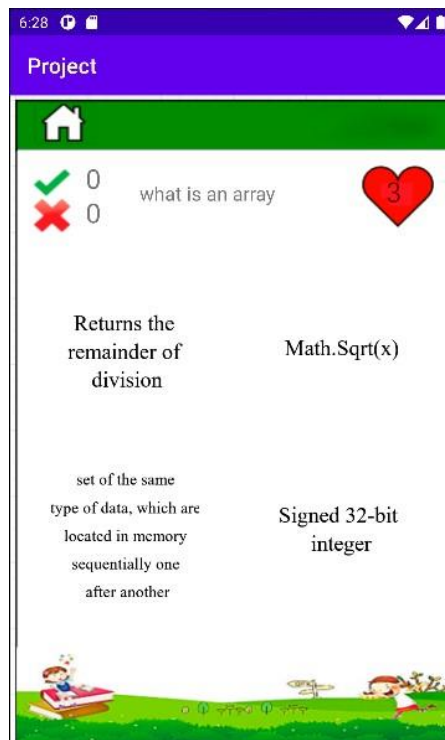 6:28
Project
0
0
what is an array
3
Returns the
remainder of
division
Math.Sqrt(x)
set of the same
type of data, which are
located in memory
sequentially one
after another
Signed 32-bit
integer